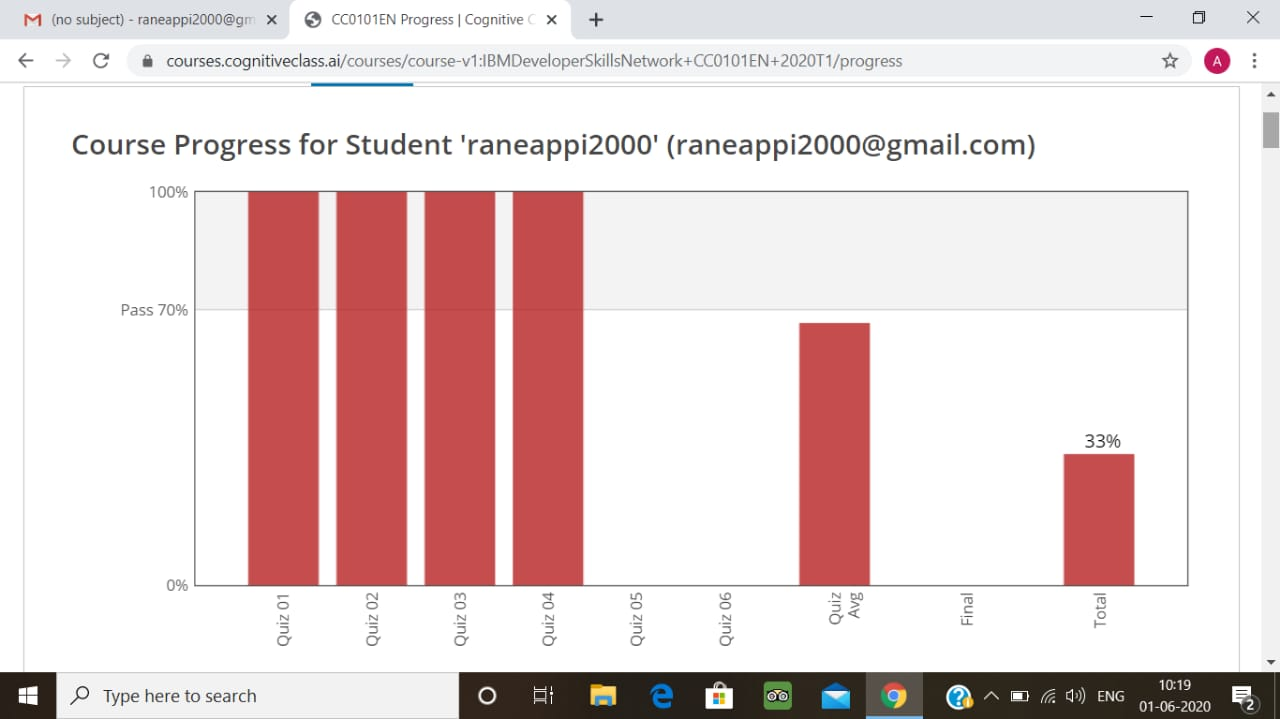 (no subject) - raneappi2000@gm
CC0101EN Progress | Cognitive C
courses.cognitiveclass.ai/courses/course-v1:IBMDeveloperSkillsNetwork+CC0101EN+2020T1/progress
A
Course Progress for Student 'raneappi2000' (raneappi2000@gmail.com)
100%
Pass 70%
33%
0%
Quiz 01
Quiz 02
Quiz 03
Quiz 04
Quiz 05
Quiz 06
Quiz
Avg
Final
Total
Type here to search
ENG
10:19
01-06-2020
2